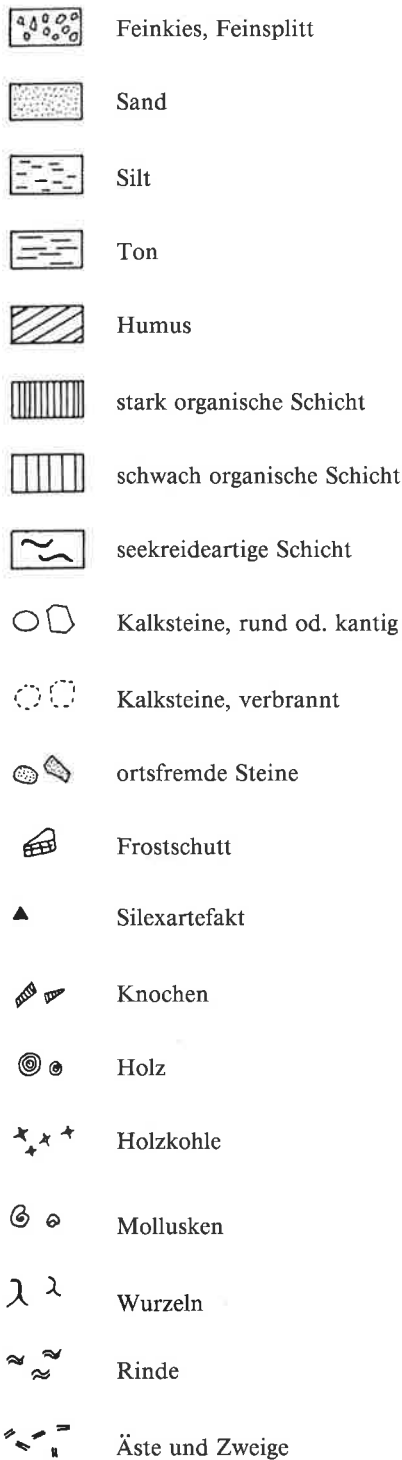 Feinkies, Feinsplitt
Sand
Silt
Ton
Humus
stark organische Schicht
schwach organische Schicht
seekreideartige Schicht
Kalksteine, rund od. kantig
Kalksteine, verbrannt
ortsfremde Steine
Frostschutt
Silexartefakt
Knochen
Holz
Holzkohle
Mollusken
Wurzeln
Rinde
Äste und Zweige